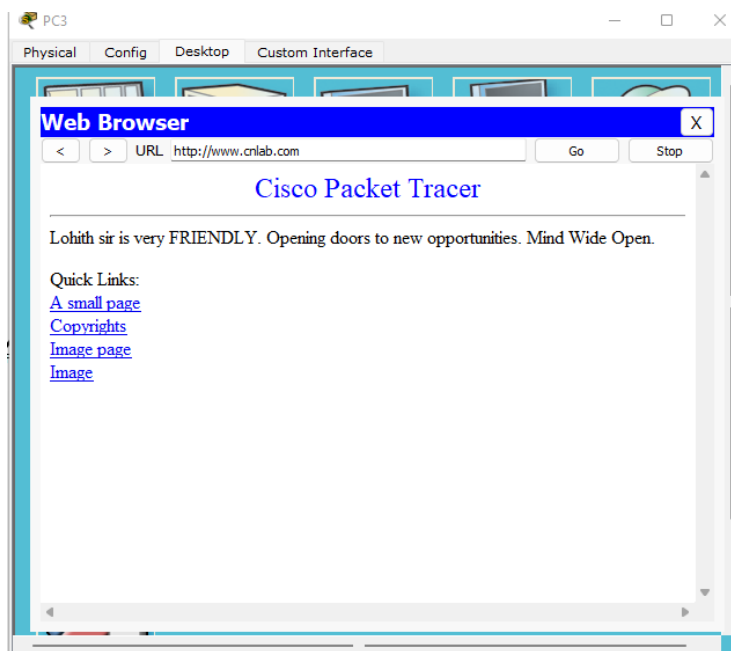 PC3
Physical Config Desktop Custom Interface
Web Browser X
< > URL http://www.cnlab.com Go Stop
Cisco Packet Tracer
Lohith sir is very FRIENDLY. Opening doors to new opportunities. Mind Wide Open.
Quick Links:
A small page
Copyrights
Image page
Image